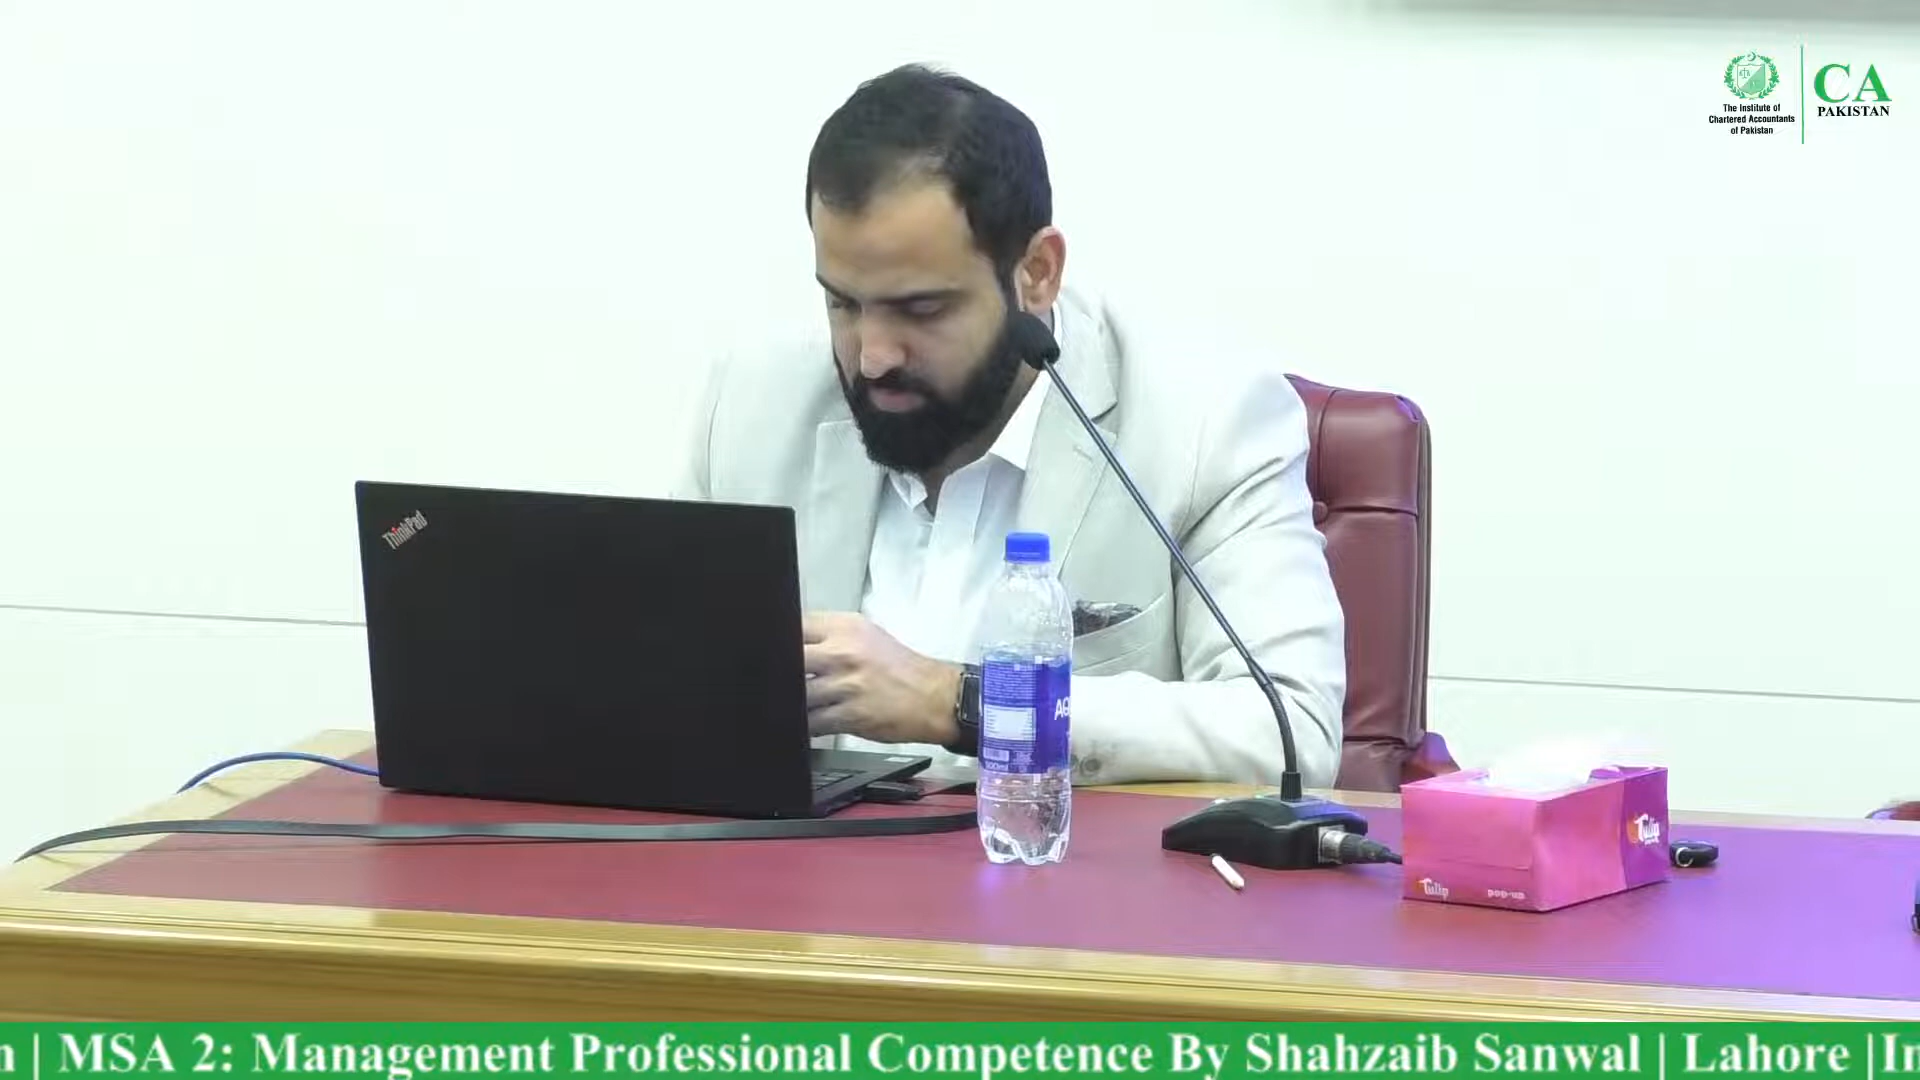 The Institute of
Chartered Accountants
of Pakistan
CA
PAKISTAN
ThinkPad
500ml
Tulip
Tulip
pop-up
| MSA 2: Management Professional Competence By Shahzaib Sanwal | Lahore |In